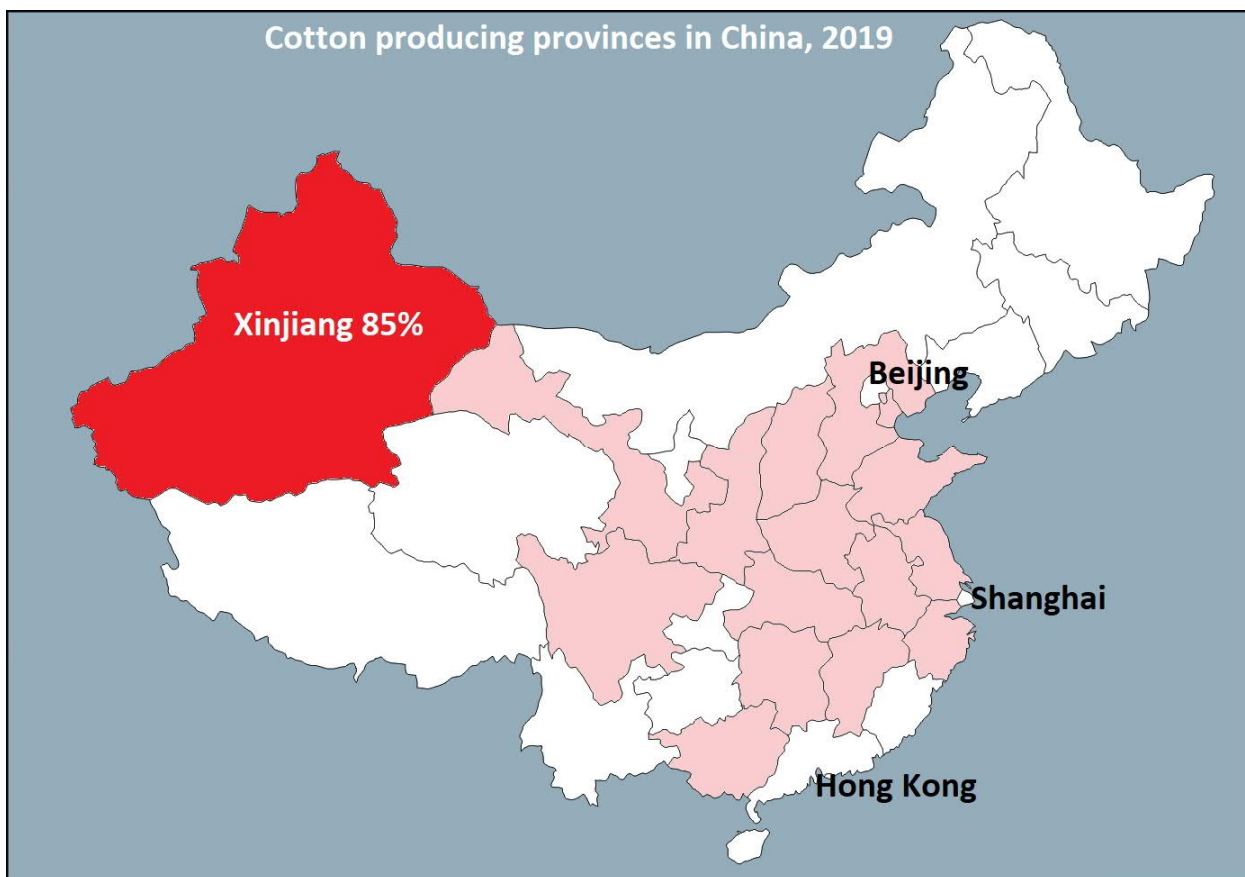 Cotton producing provinces in China, 2019
Xinjiang 85%
Beijing
Shanghai
Hong Kong